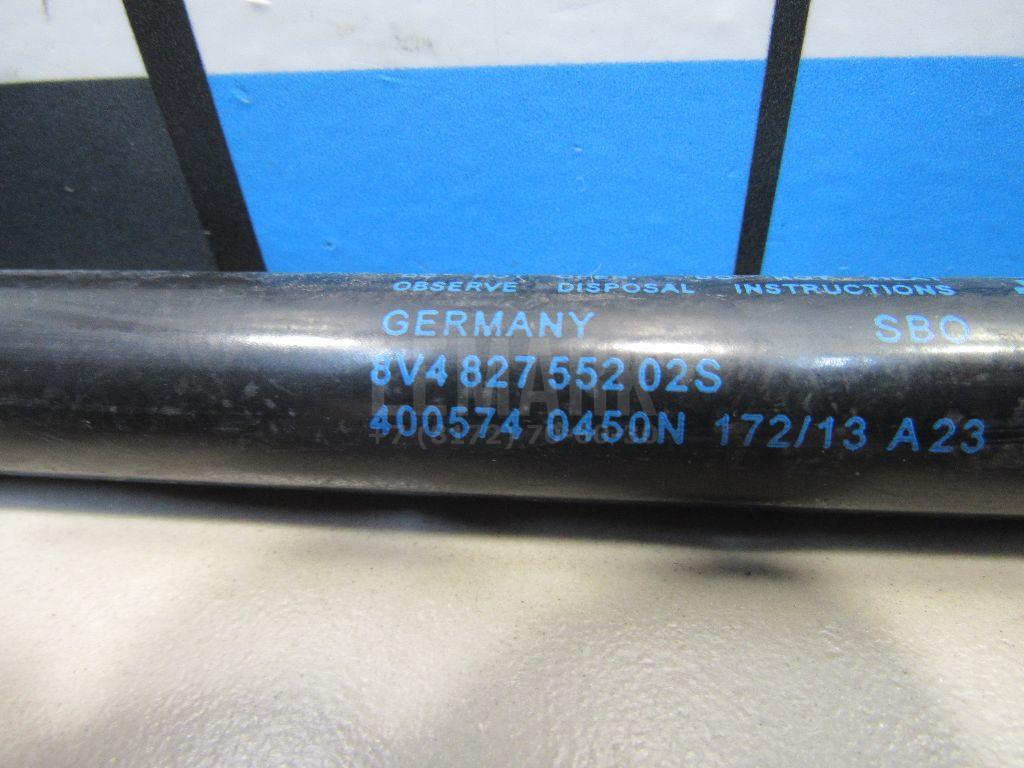 OBSERVE DISPOSAL INSTRUCTIONS
GERMANY SBO
8V4 827 552 02S
400574 0450N 172/13 A23